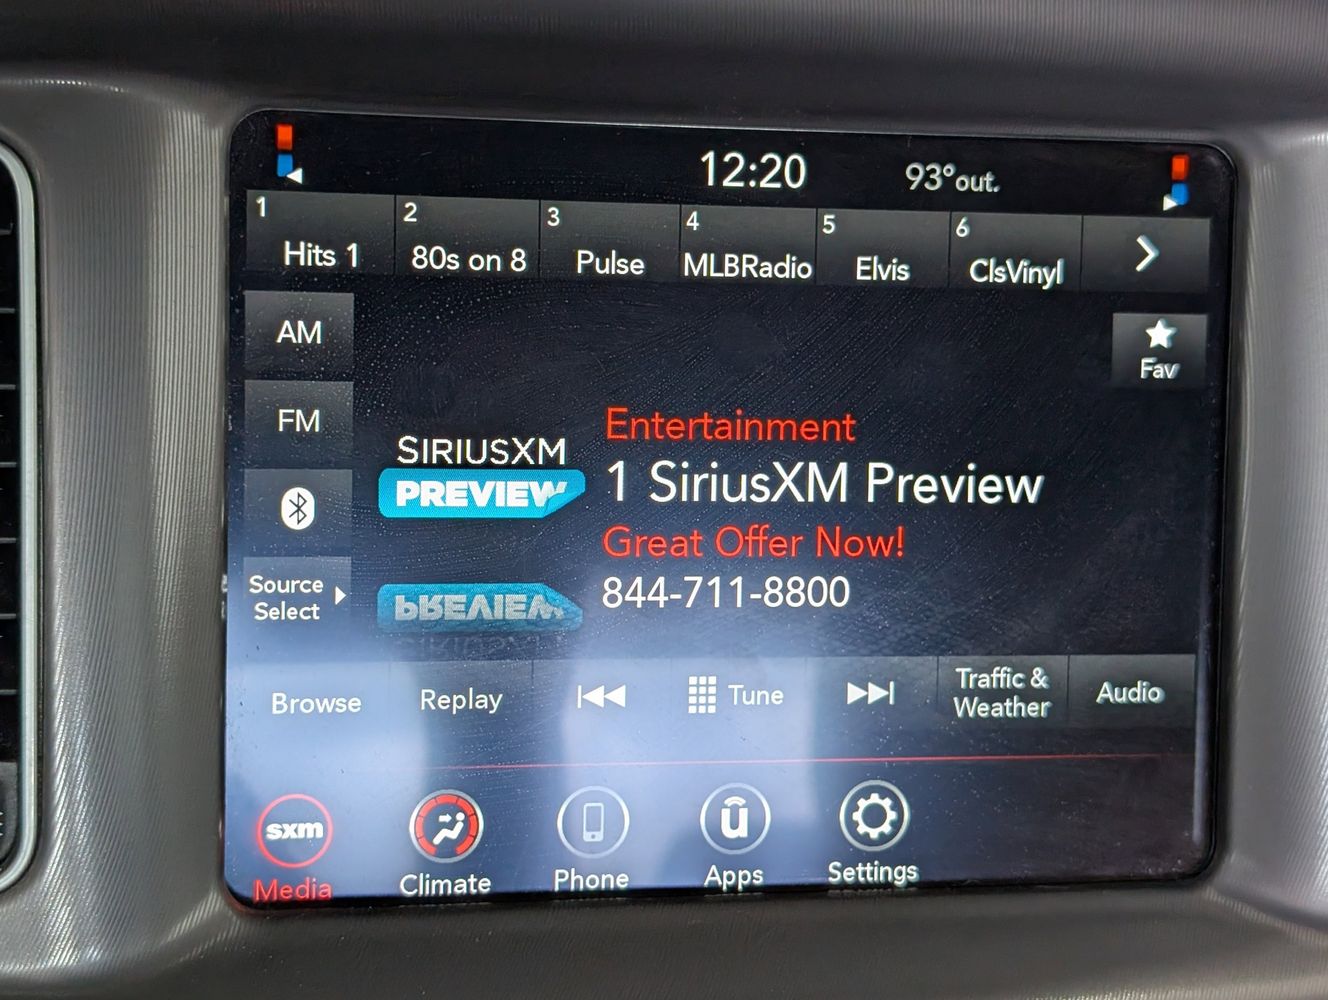 12:20 93°out.
1 Hits 1
2 80s on 8
3 Pulse
4 MLBRadio
5 Elvis
6 ClsVinyl
AM
Fav
FM
SIRIUSXM
PREVIEW
Entertainment
1 SiriusXM Preview
Great Offer Now!
844-711-8800
Source
Select
PREVIEW
SIRIUSXM
Browse
Replay
Tune
Traffic &
Weather
Audio
sxm
Media
Climate
Phone
u
Apps
Settings